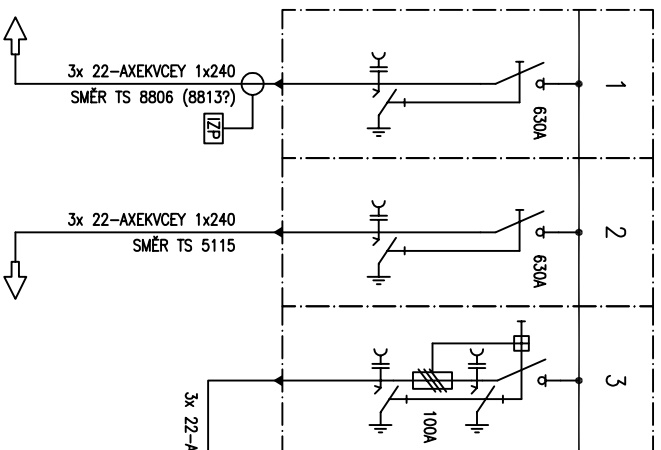 3x 22-AXEKVCEY 1x240
SMĚR TS 8806 (8813?)
IZP
630A
1
3x 22-AXEKVCEY 1x240
SMĚR TS 5115
630A
2
3x 22-A
100A
3